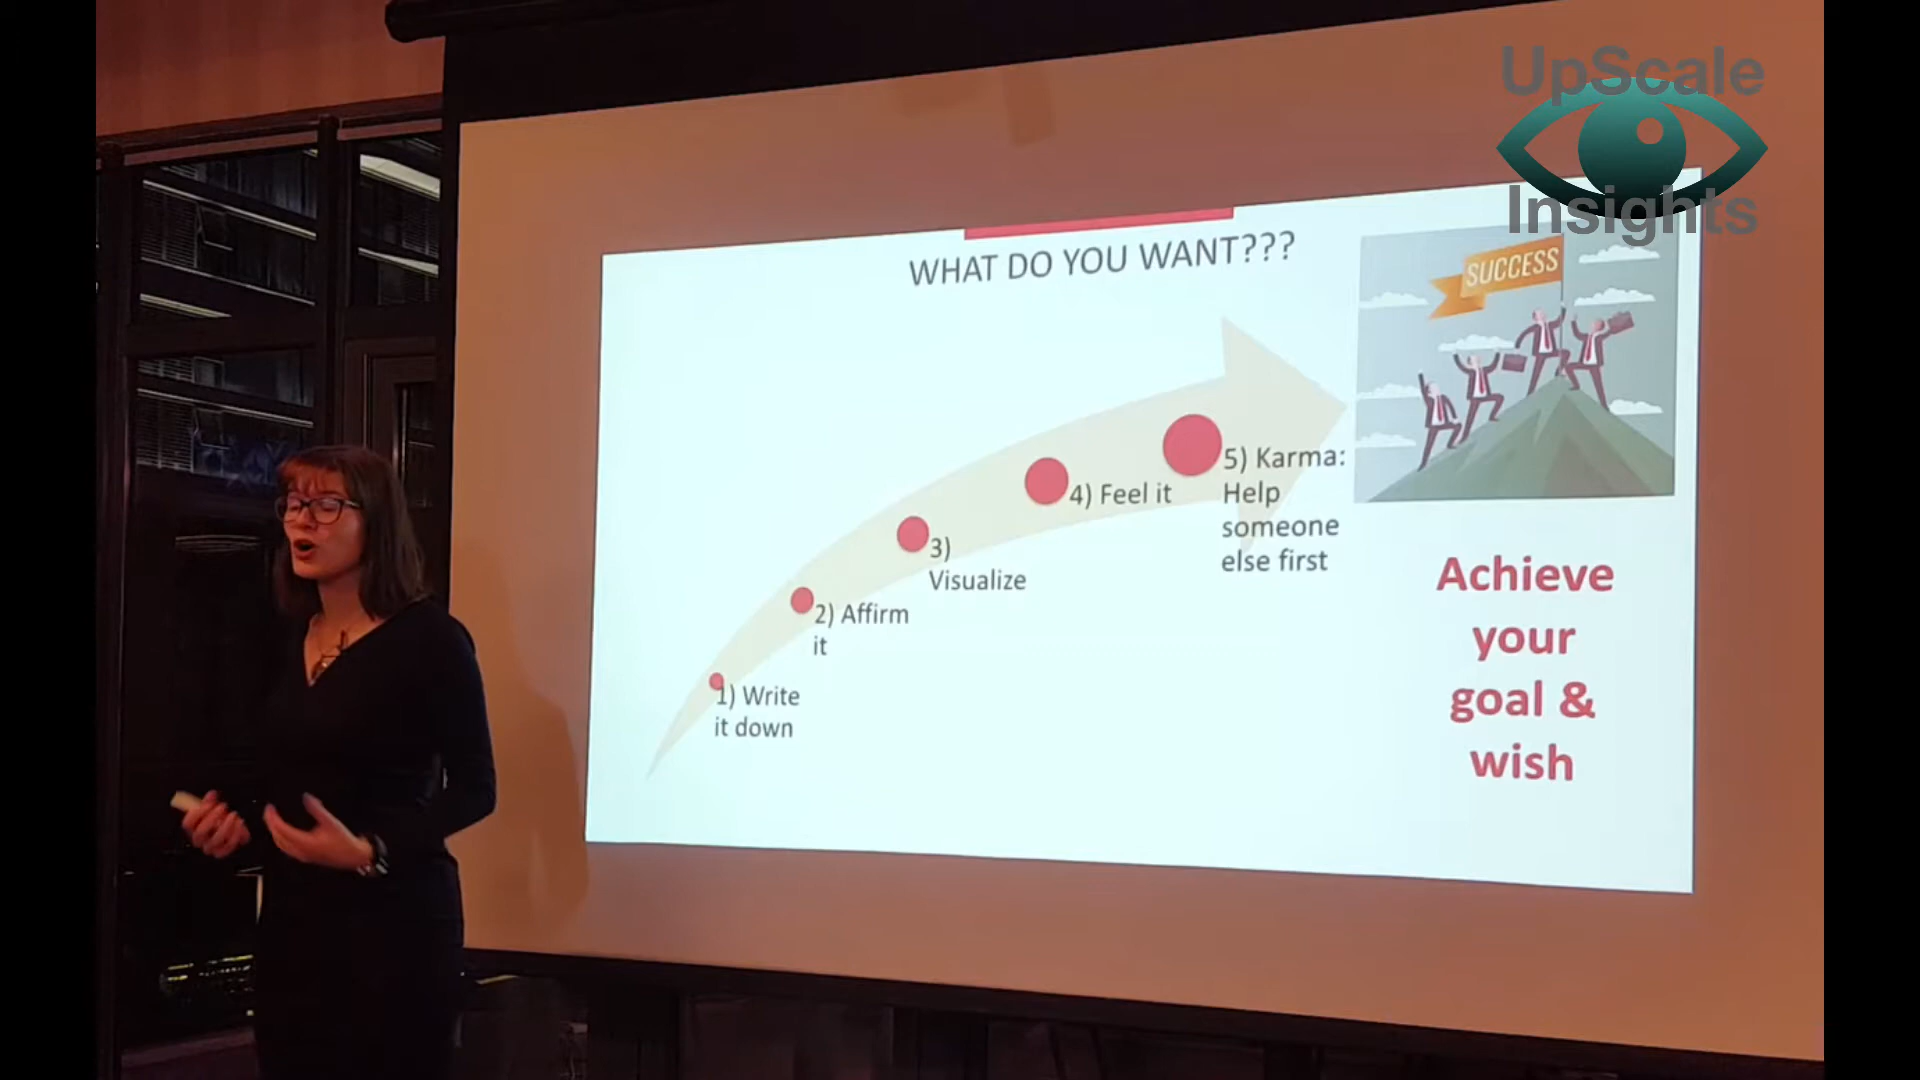 UpScale
Insights
WHAT DO YOU WANT???
SUCCESS
1) Write
it down
2) Affirm
it
3)
Visualize
4) Feel it
5) Karma:
Help
someone
else first
Achieve
your
goal &
wish